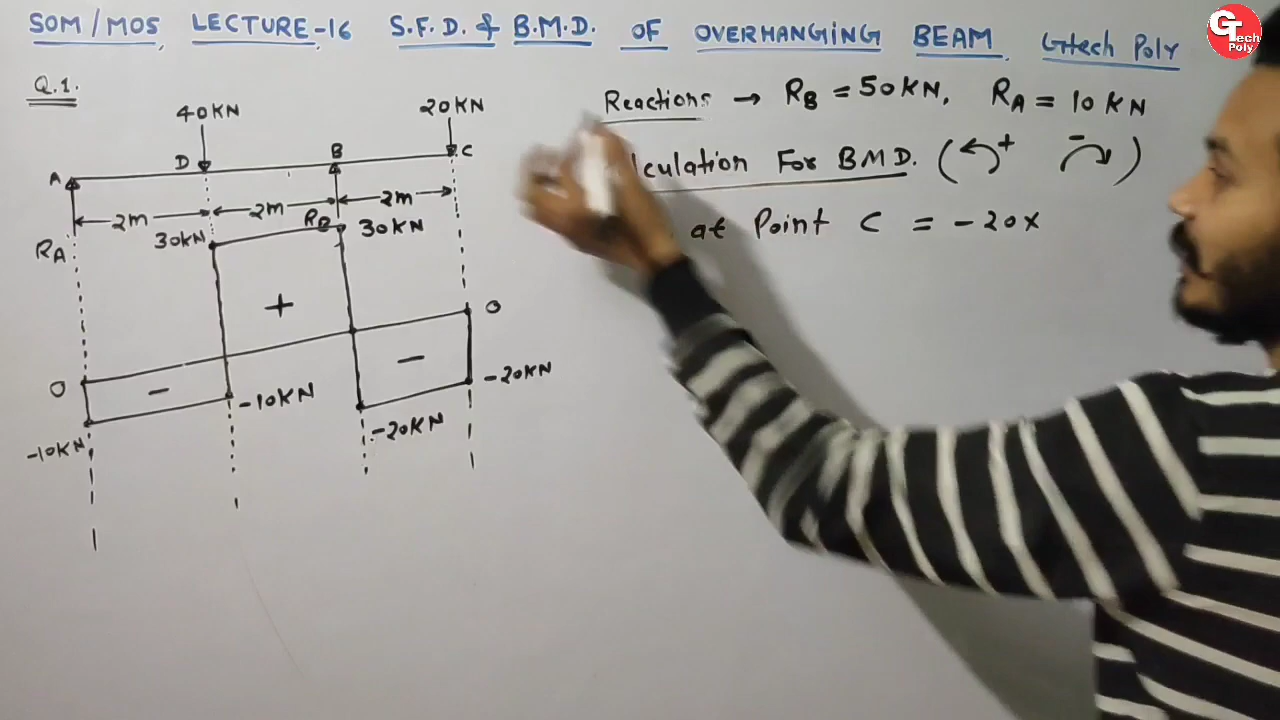 SOM/MOS LECTURE-16 S.F.D. & B.M.D. OF OVERHANGING BEAM Gtech Poly
GTech Poly
Q.1.
40KN 20KN
A D B C
2m 2m 2m
RA RB
30KN 30KN
+
0 0
- -
-10KN -10KN -20KN -20KN
Reactions → RB = 50KN, RA = 10KN
lculation For BMD. ( + - )
at Point C = -20x